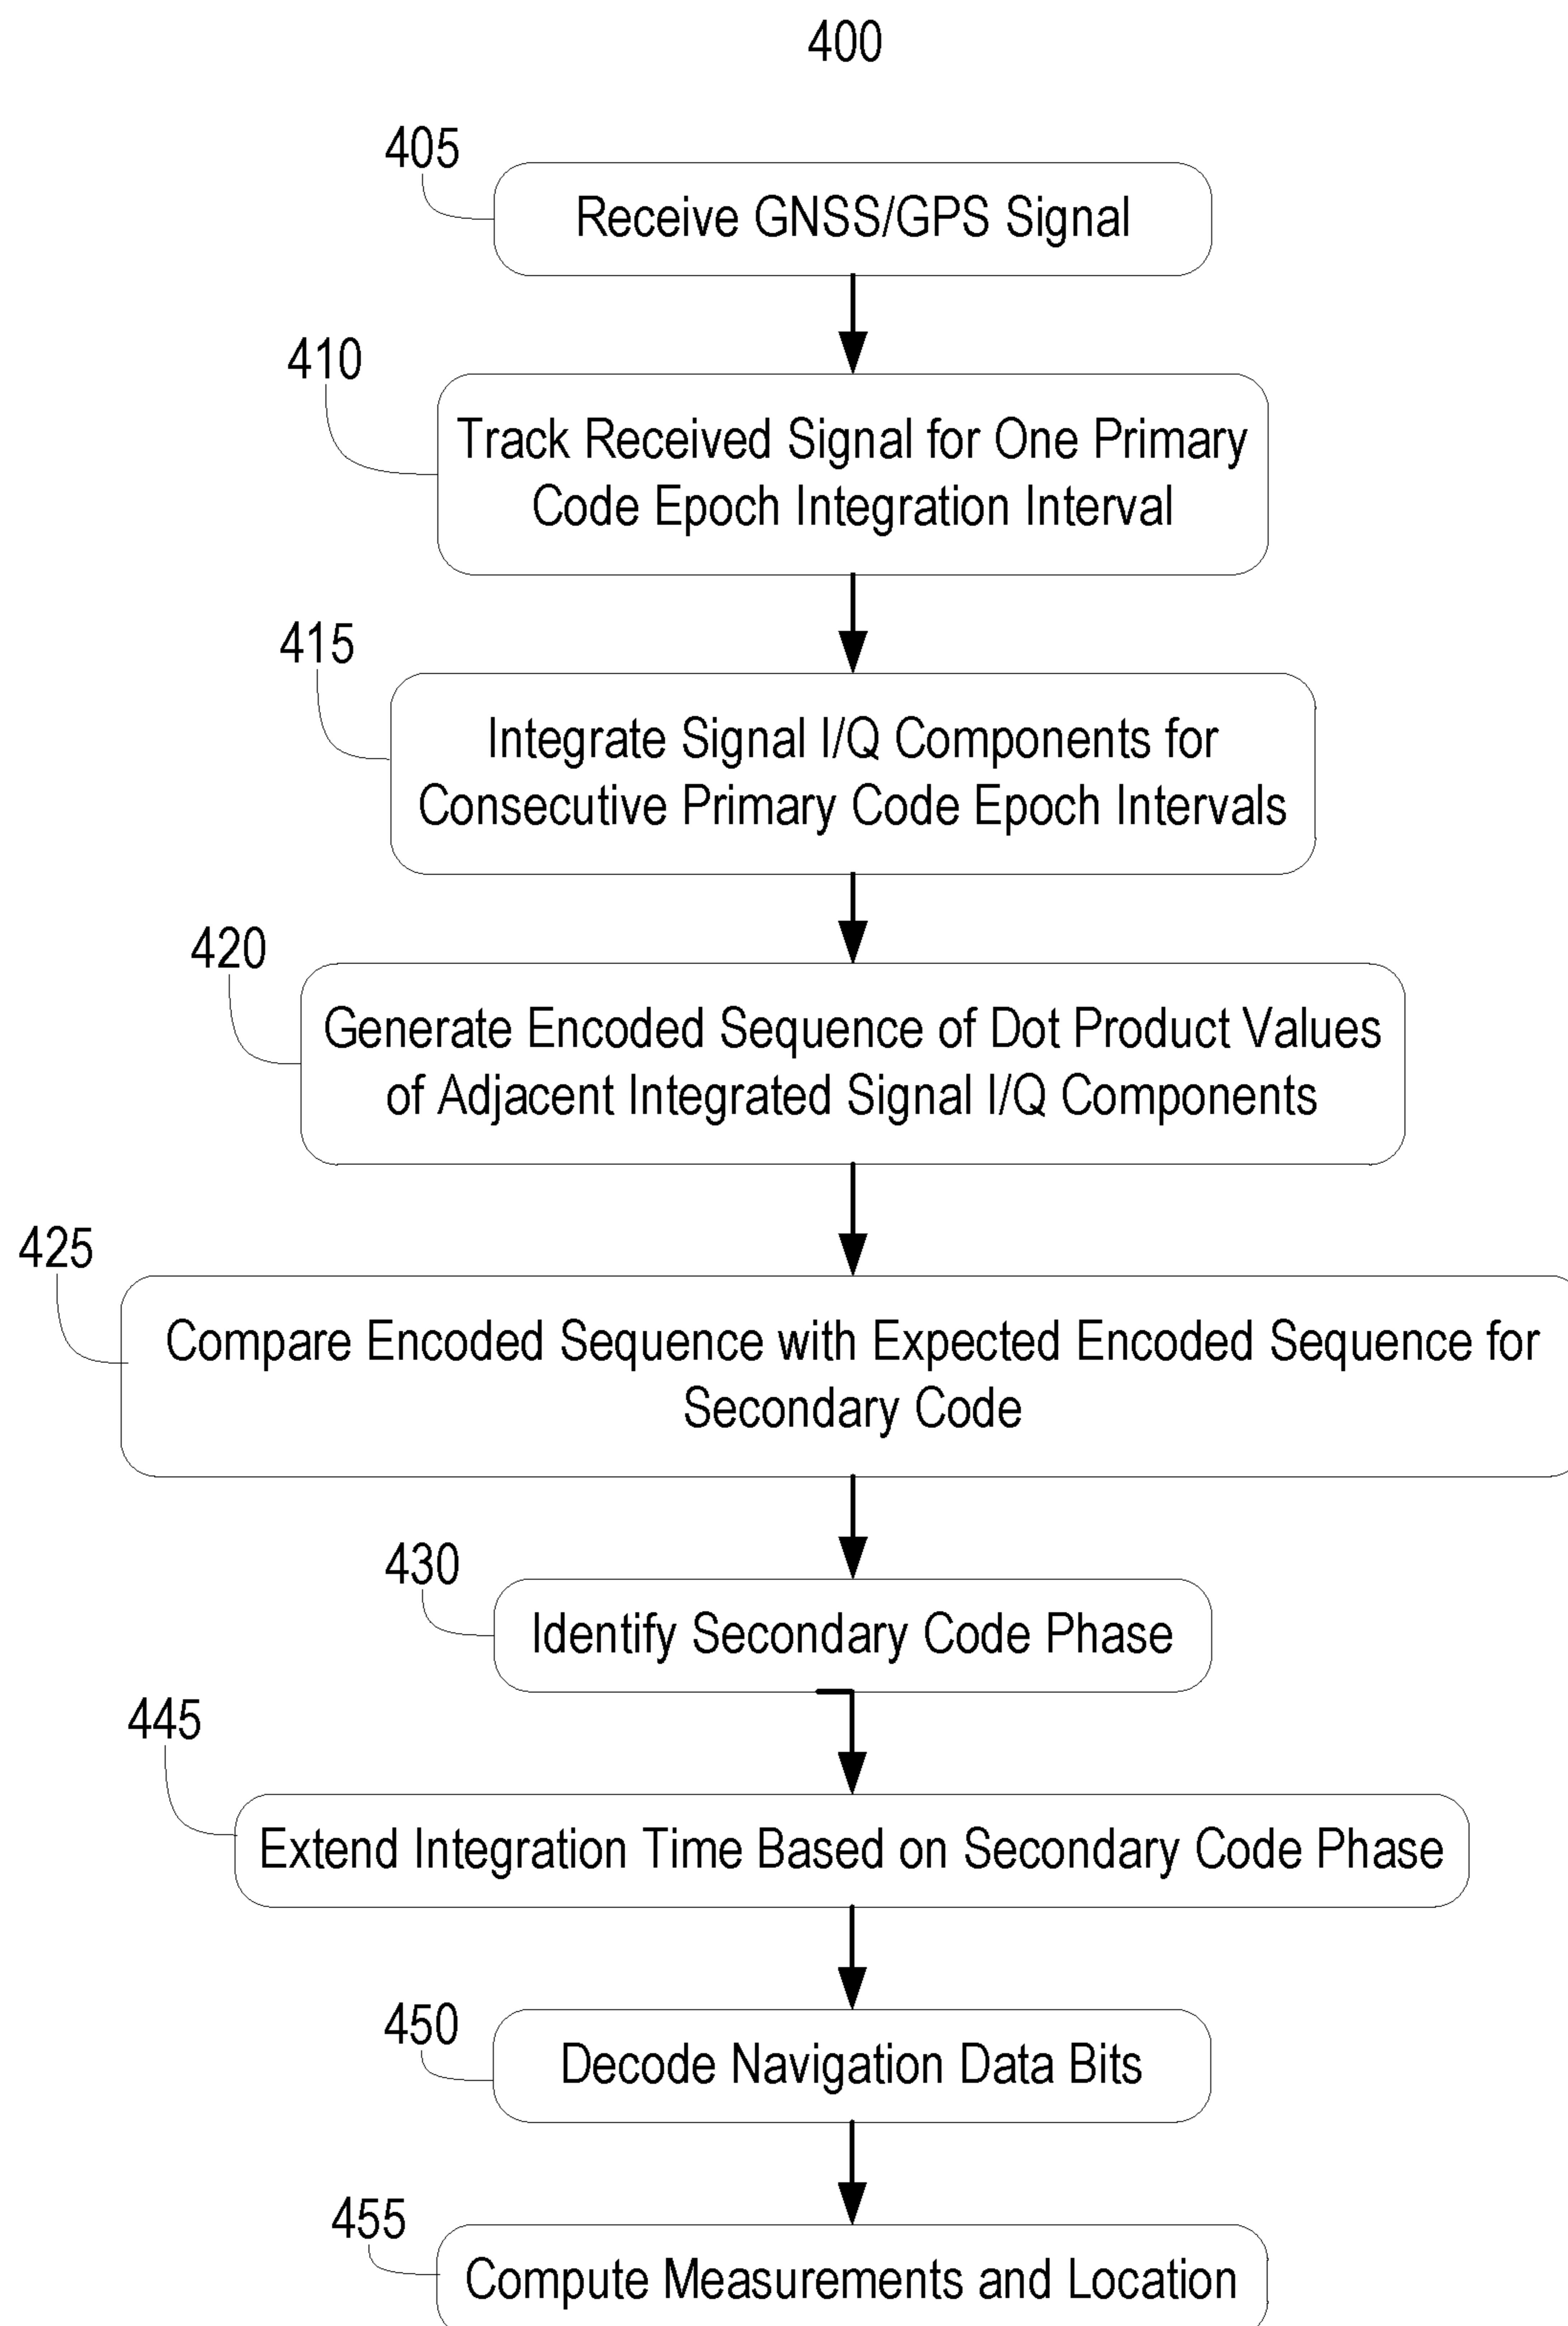 400
405
Receive GNSS/GPS Signal
410
Track Received Signal for One Primary
Code Epoch Integration Interval
415
Integrate Signal I/Q Components for
Consecutive Primary Code Epoch Intervals
420
Generate Encoded Sequence of Dot Product Values
of Adjacent Integrated Signal I/Q Components
425
Compare Encoded Sequence with Expected Encoded Sequence for
Secondary Code
430
Identify Secondary Code Phase
445
Extend Integration Time Based on Secondary Code Phase
450
Decode Navigation Data Bits
455
Compute Measurements and Location